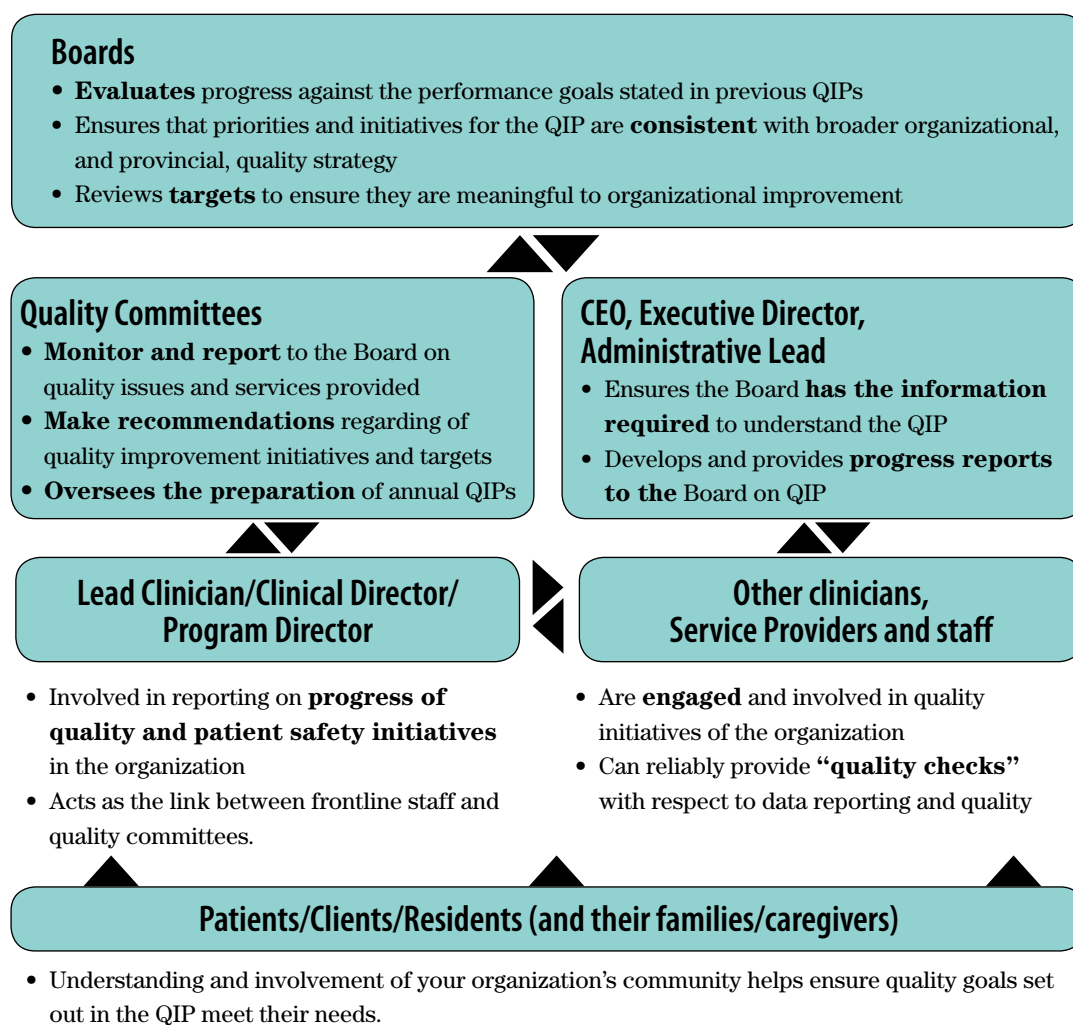 Boards
• Evaluates progress against the performance goals stated in previous QIPs
• Ensures that priorities and initiatives for the QIP are consistent with broader organizational,
and provincial, quality strategy
• Reviews targets to ensure they are meaningful to organizational improvement
Quality Committees
• Monitor and report to the Board on
quality issues and services provided
• Make recommendations regarding of
quality improvement initiatives and targets
• Oversees the preparation of annual QIPs
CEO, Executive Director,
Administrative Lead
• Ensures the Board has the information
required to understand the QIP
• Develops and provides progress reports
to the Board on QIP
Lead Clinician/Clinical Director/
Program Director
• Involved in reporting on progress of
quality and patient safety initiatives
in the organization
• Acts as the link between frontline staff and
quality committees.
Other clinicians,
Service Providers and staff
• Are engaged and involved in quality
initiatives of the organization
• Can reliably provide “quality checks”
with respect to data reporting and quality
Patients/Clients/Residents (and their families/caregivers)
• Understanding and involvement of your organization’s community helps ensure quality goals set
out in the QIP meet their needs.